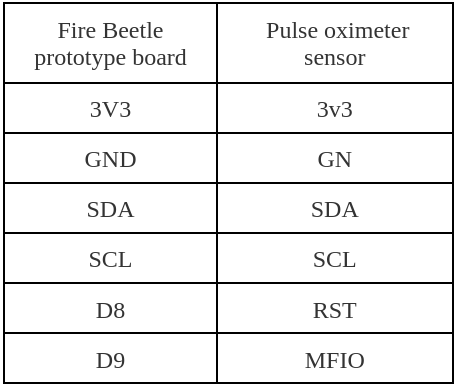 Fire Beetle Pulse oximeter
prototype board sensor
3V3 3v3
GND GN
SDA SDA
SCL SCL
D8 RST
D9 MFIO